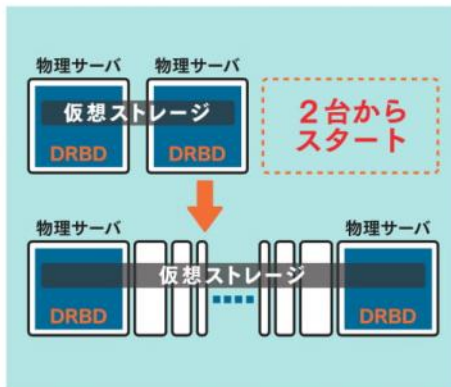 物理サーバ 物理サーバ
仮想ストレージ
DRBD DRBD
2台から
スタート
物理サーバ 物理サーバ
仮想ストレージ
DRBD DRBD